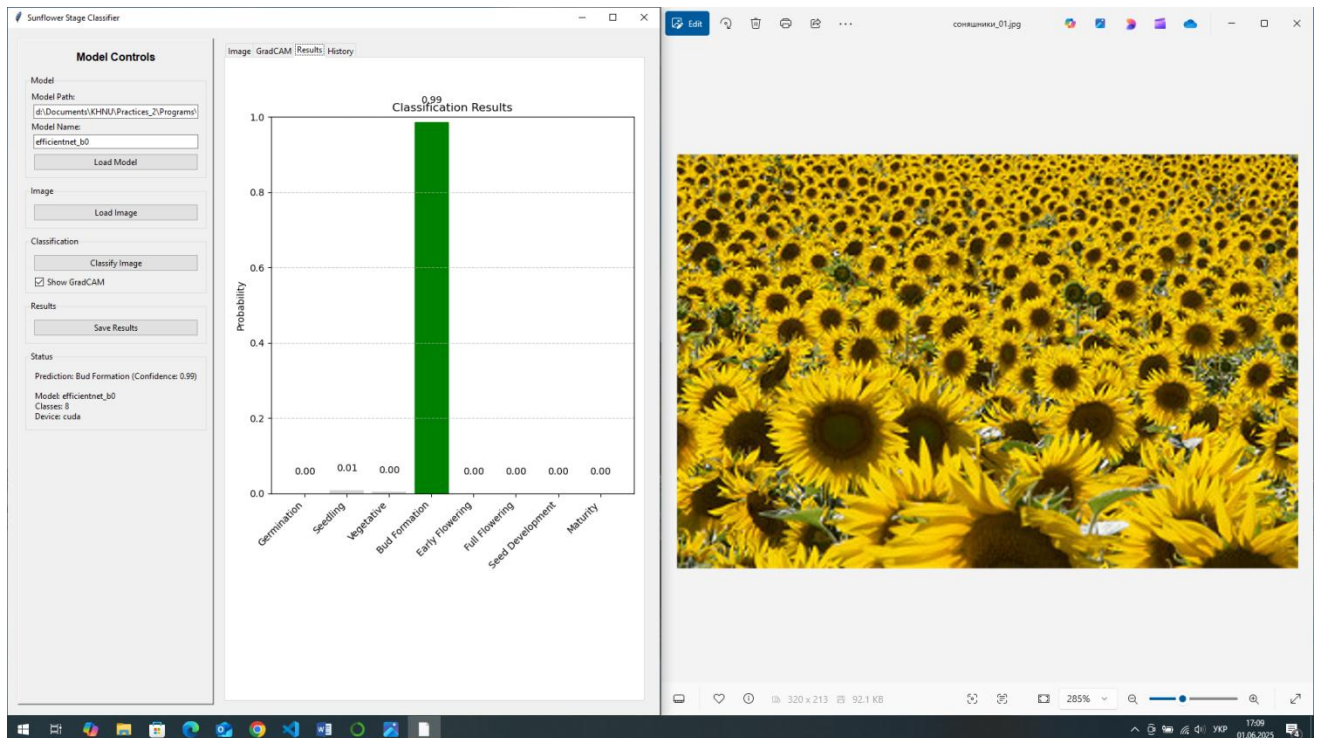 Sunflower Stage Classifier
Model Controls
Model
Model Path:
d:\Documents\KHNU\Practices_2\Programs\
Model Name:
efficientnet_b0
Load Model
Image
Load Image
Classification
Classify Image
Show GradCAM
Results
Save Results
Status
Prediction: Bud Formation (Confidence: 0.99)
Model: efficientnet_b0
Classes: 8
Device: cuda
Image GradCAM Results History
0.99
Classification Results
Probability
1.0
0.8
0.6
0.4
0.2
0.0
0.00 0.01 0.00 0.00 0.00 0.00 0.00
Germination
Seedling
Vegetative
Bud Formation
Early Flowering
Full Flowering
Seed Development
Maturity
Edit
соняшники_01.jpg
320 x 213 92.1 KB
285%
УКР
17:09
01.06.2025